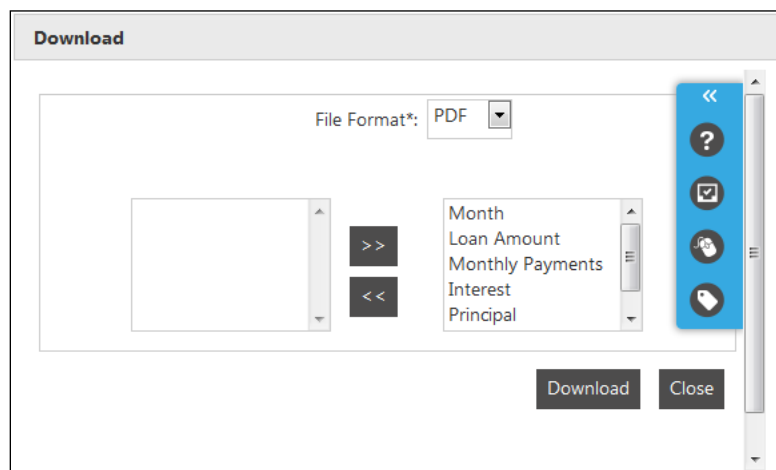 Download
«
File Format*: PDF
?
>>
<<
Month
Loan Amount
Monthly Payments
Interest
Principal
Download Close